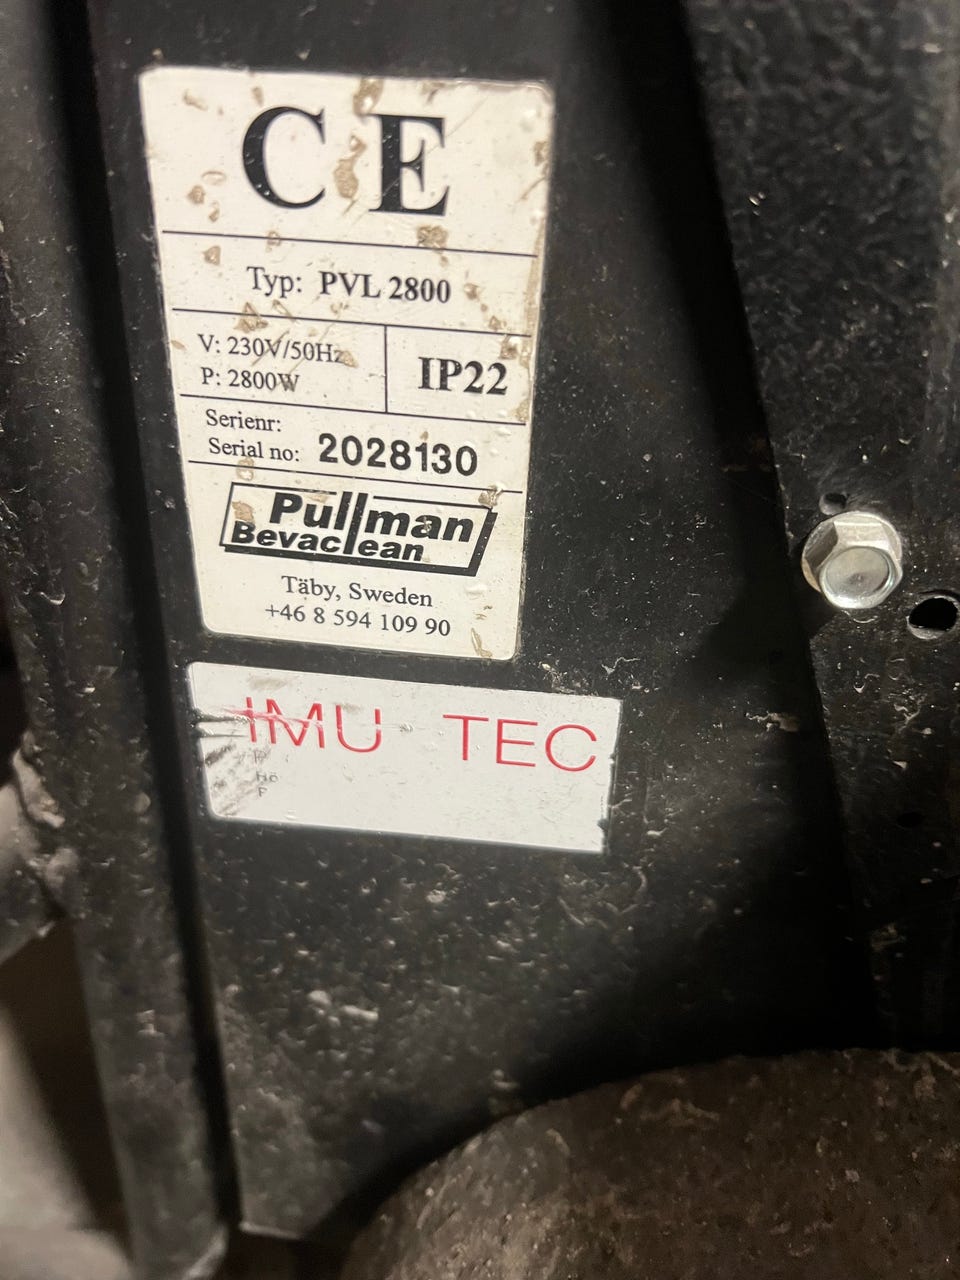 CE
Typ: PVL 2800
V: 230V/50Hz
P: 2800W
IP22
Serienr:
Serial no: 2028130
Pullman
Bevaclean
Täby, Sweden
+46 8 594 109 90
IMU TEC